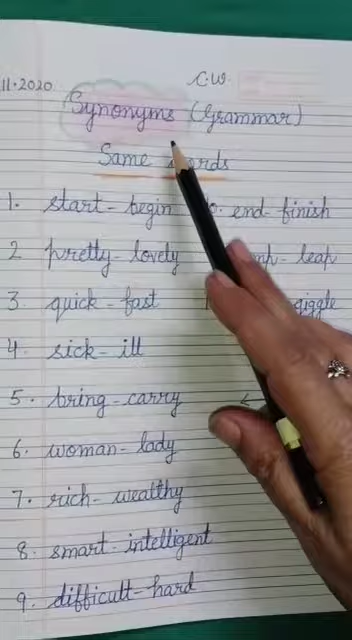 11.2020
C.W.
Synonyms (Grammar)
Same
1. start - begin
2 pretty - lovely
3. quick - fast
4. sick - ill
5. bring - carry
6. woman - lady
7. rich - wealthy
8. smart - intelligent
9. difficult - hard
end - finish
leap
giggle